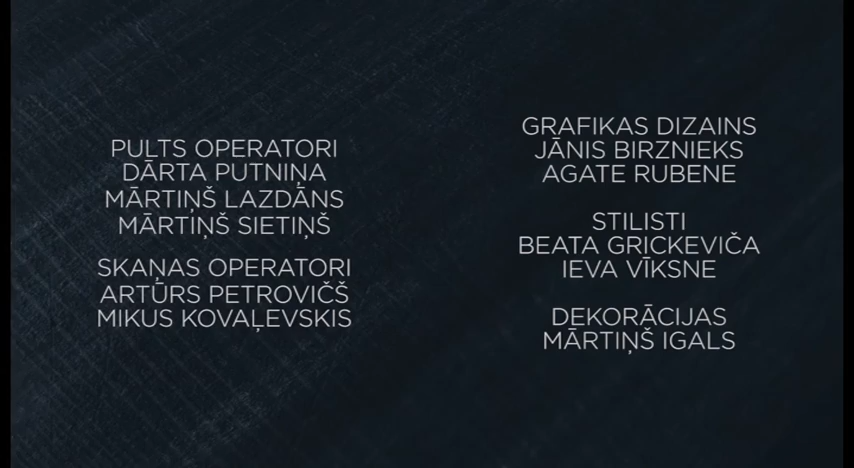 PULTS OPERATORI
DĀRTA PUTNIŅA
MĀRTIŅŠ LAZDĀNS
MĀRTIŅŠ SIETIŅŠ
SKAŅAS OPERATORI
ARTŪRS PETROVIČŠ
MIKUS KOVAĻEVSKIS
GRAFIKAS DIZAINS
JĀNIS BIRZNIEKS
AGATE RUBENE
STILISTI
BEATA GRICKEVIČA
IEVA VĪKSNE
DEKORĀCIJAS
MĀRTIŅŠ IGALS